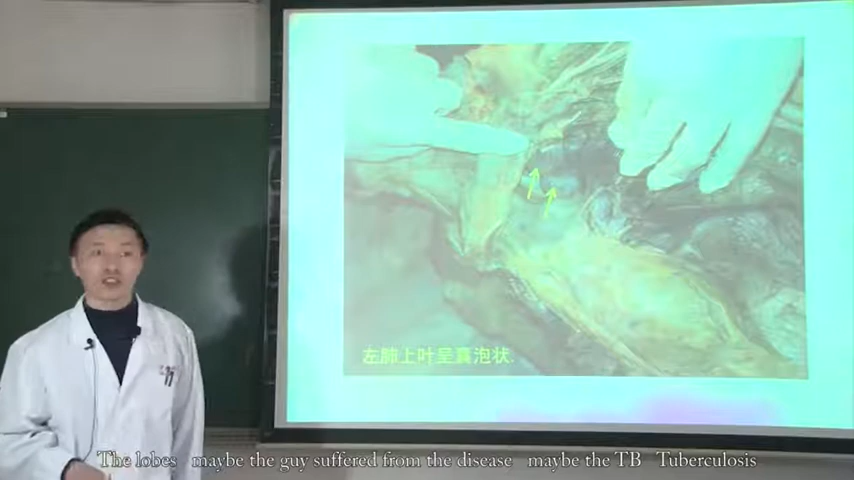 左肺上叶呈囊泡状.
The lobes maybe the guy suffered from the disease maybe the TB Tuberculosis